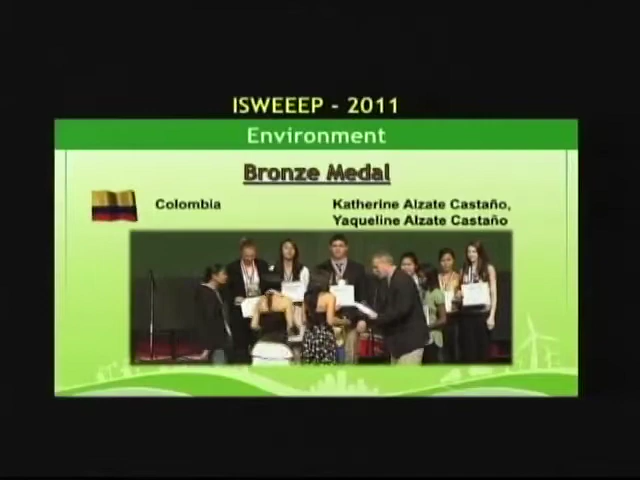 ISWEEEP - 2011
Environment
Bronze Medal
Colombia
Katherine Alzate Castaño,
Yaqueline Alzate Castaño